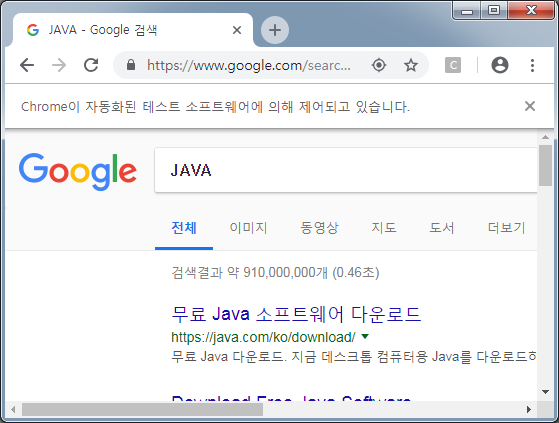 JAVA - Google 검색
https://www.google.com/searc...
C
Chrome이 자동화된 테스트 소프트웨어에 의해 제어되고 있습니다.
Google
JAVA
전체 이미지 동영상 지도 도서 더보기
검색결과 약 910,000,000개 (0.46초)
무료 Java 소프트웨어 다운로드
https://java.com/ko/download/
무료 Java 다운로드. 지금 데스크톱 컴퓨터용 Java를 다운로드하
Download Free Java Software